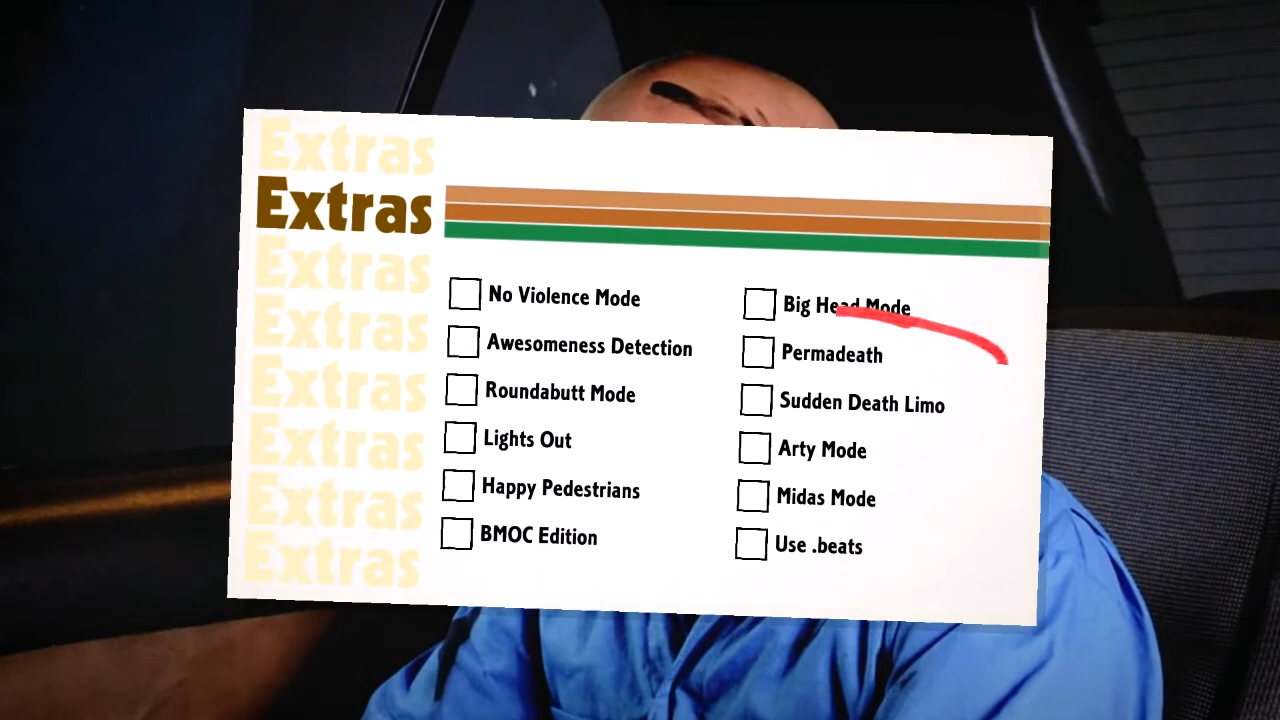 Extras
Extras
Extras
Extras
Extras
Extras
Extras
Extras
No Violence Mode
Awesomeness Detection
Roundabutt Mode
Lights Out
Happy Pedestrians
BMOC Edition
Big Head Mode
Permadeath
Sudden Death Limo
Arty Mode
Midas Mode
Use .beats